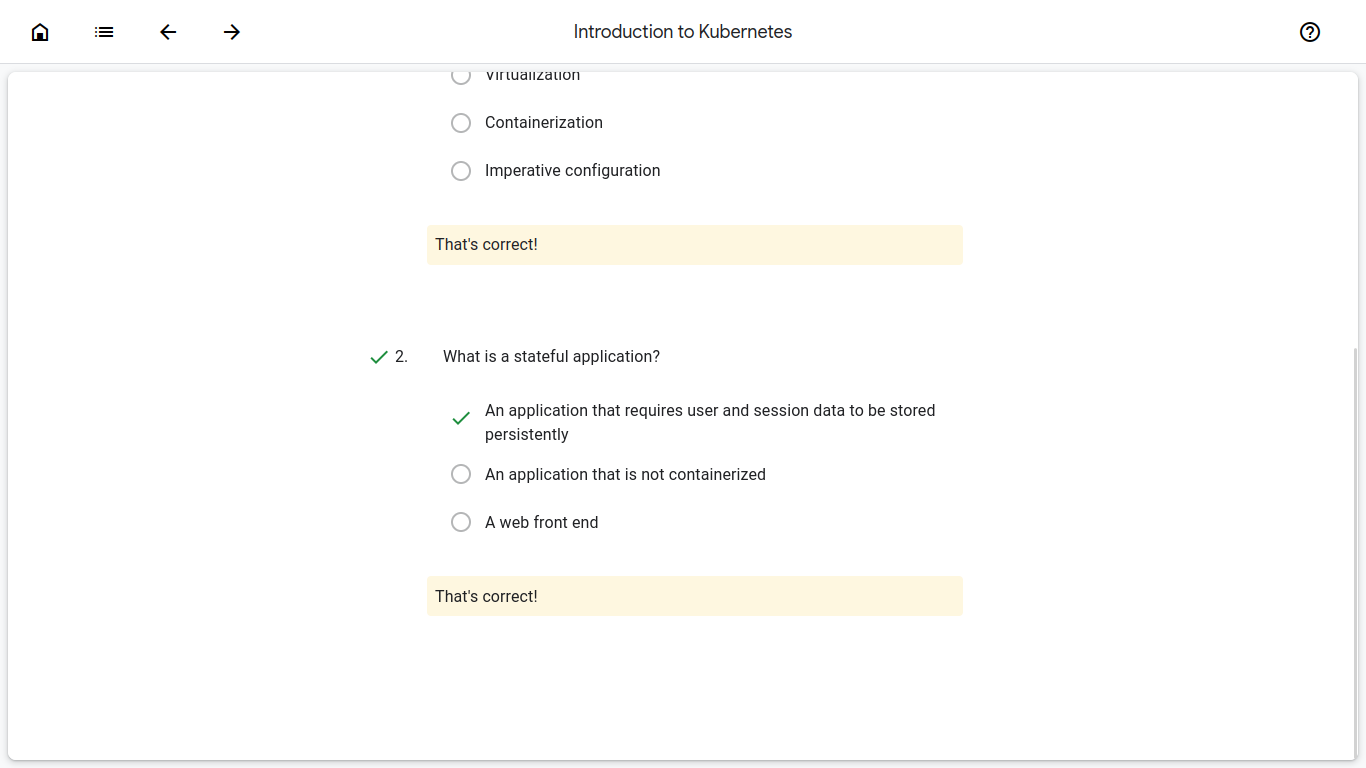 Introduction to Kubernetes
Virtualization
Containerization
Imperative configuration
That's correct!
2. What is a stateful application?
An application that requires user and session data to be stored
persistently
An application that is not containerized
A web front end
That's correct!